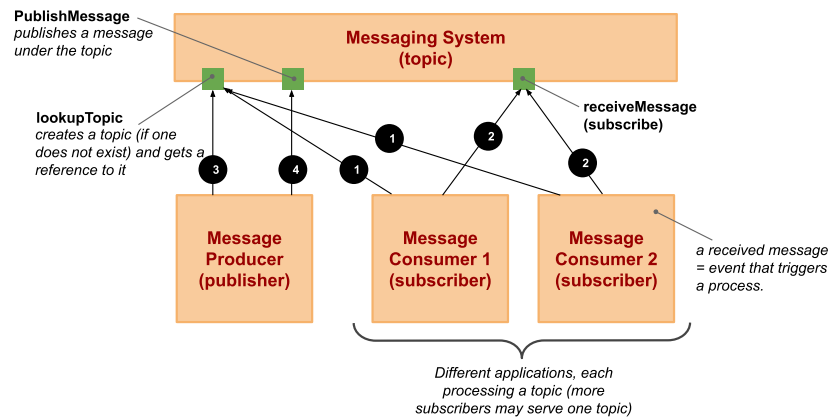 PublishMessage
publishes a message
under the topic
Messaging System
(topic)
lookupTopic
creates a topic (if one
does not exist) and gets a
reference to it
receiveMessage
(subscribe)
1
2
1
2
3
4
Message
Producer
(publisher)
Message
Consumer 1
(subscriber)
Message
Consumer 2
(subscriber)
a received message
= event that triggers
a process.
Different applications, each
processing a topic (more
subscribers may serve one topic)